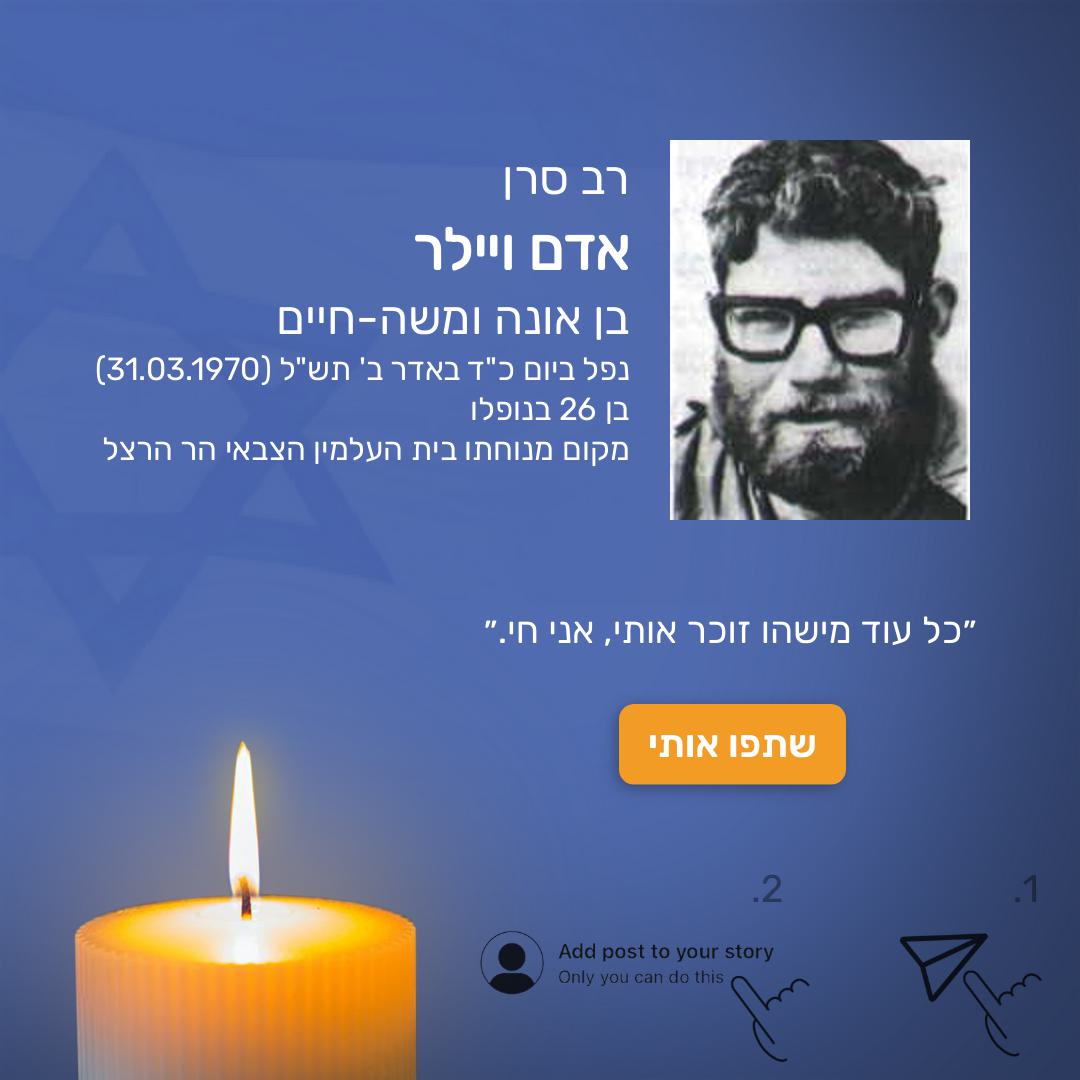 רב סרן
אדם ויילר
בן אונה ומשה-חיים
נפל ביום כ"ד באדר ב' תש"ל (31.03.1970)
בן 26 בנופלו
מקום מנוחתו בית העלמין הצבאי הר הרצל
״כל עוד מישהו זוכר אותי, אני חי.״
שתפו אותי
.1
.2
Add post to your story
Only you can do this